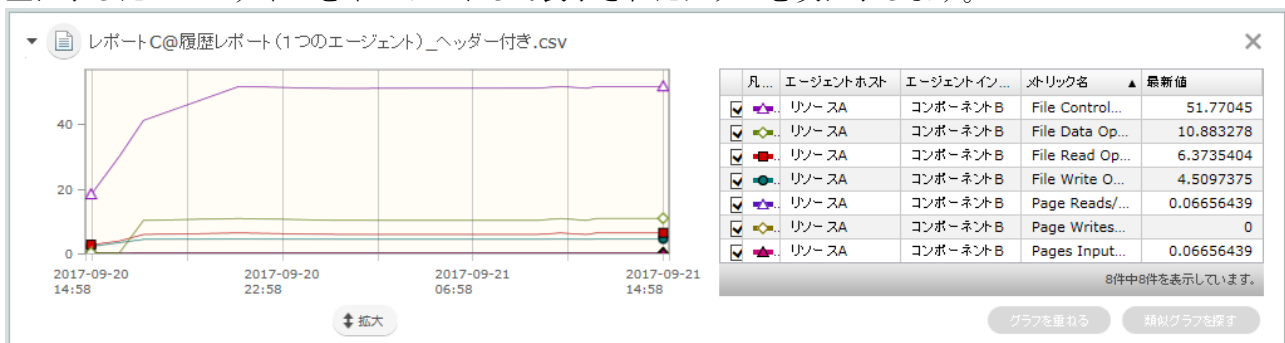 レポートC@履歴レポート(1つのエージェント)_ヘッダー付き.csv
凡... エージェントホスト エージェントイン... メトリック名 ▲ 最新値
リソースA コンポーネントB File Control... 51.77045
リソースA コンポーネントB File Data Op... 10.883278
リソースA コンポーネントB File Read Op... 6.3735404
リソースA コンポーネントB File Write O... 4.5097375
リソースA コンポーネントB Page Reads/... 0.06656439
リソースA コンポーネントB Page Writes... 0
リソースA コンポーネントB Pages Input... 0.06656439
8件中8件を表示しています。
40
20
0
2017-09-20 2017-09-20 2017-09-21 2017-09-21
14:58 22:58 06:58 14:58
拡大
グラフを重ねる 類似グラフを探す